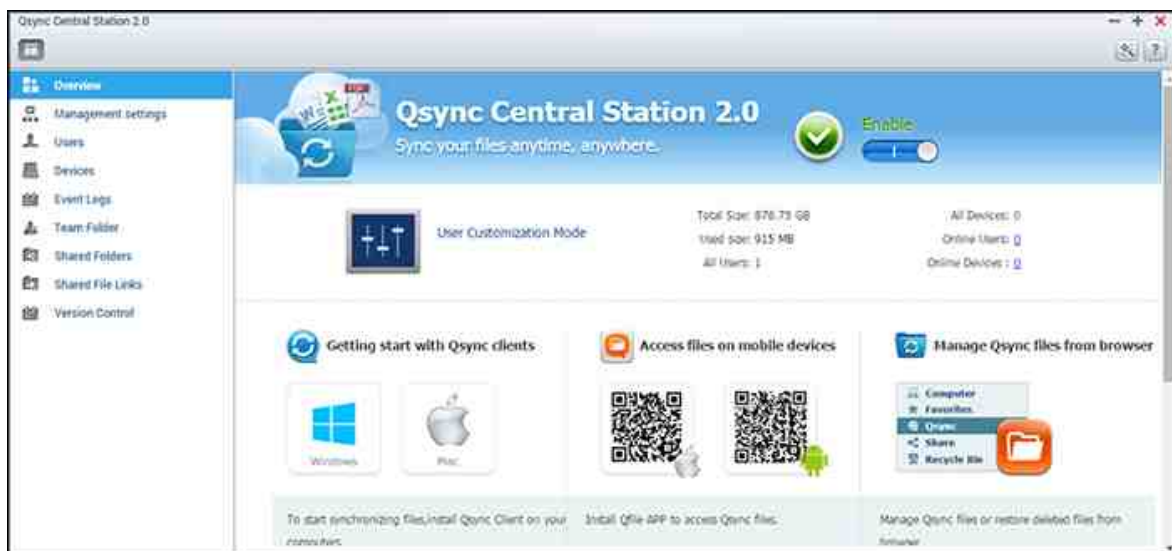 Qsync Central Station 2.0
Overview
Management settings
Users
Devices
Event Logs
Team Folder
Shared Folders
Shared File Links
Version Control
Qsync Central Station 2.0
Sync your files anytime, anywhere.
Enable
User Customization Mode
Total Size: 878.75 GB
Used size: 915 MB
All Users: 1
All Devices: 0
Online Users: 0
Online Devices : 0
Getting start with Qsync clients
Windows
Mac
To start synchronizing files,install Qsync Client on your
computers.
Access files on mobile devices
Install Qfile APP to access Qsync files.
Manage Qsync files from browser
Computer
Favorites
Qsync
Share
Recycle Bin
Manage Qsync files or restore deleted files from
browser